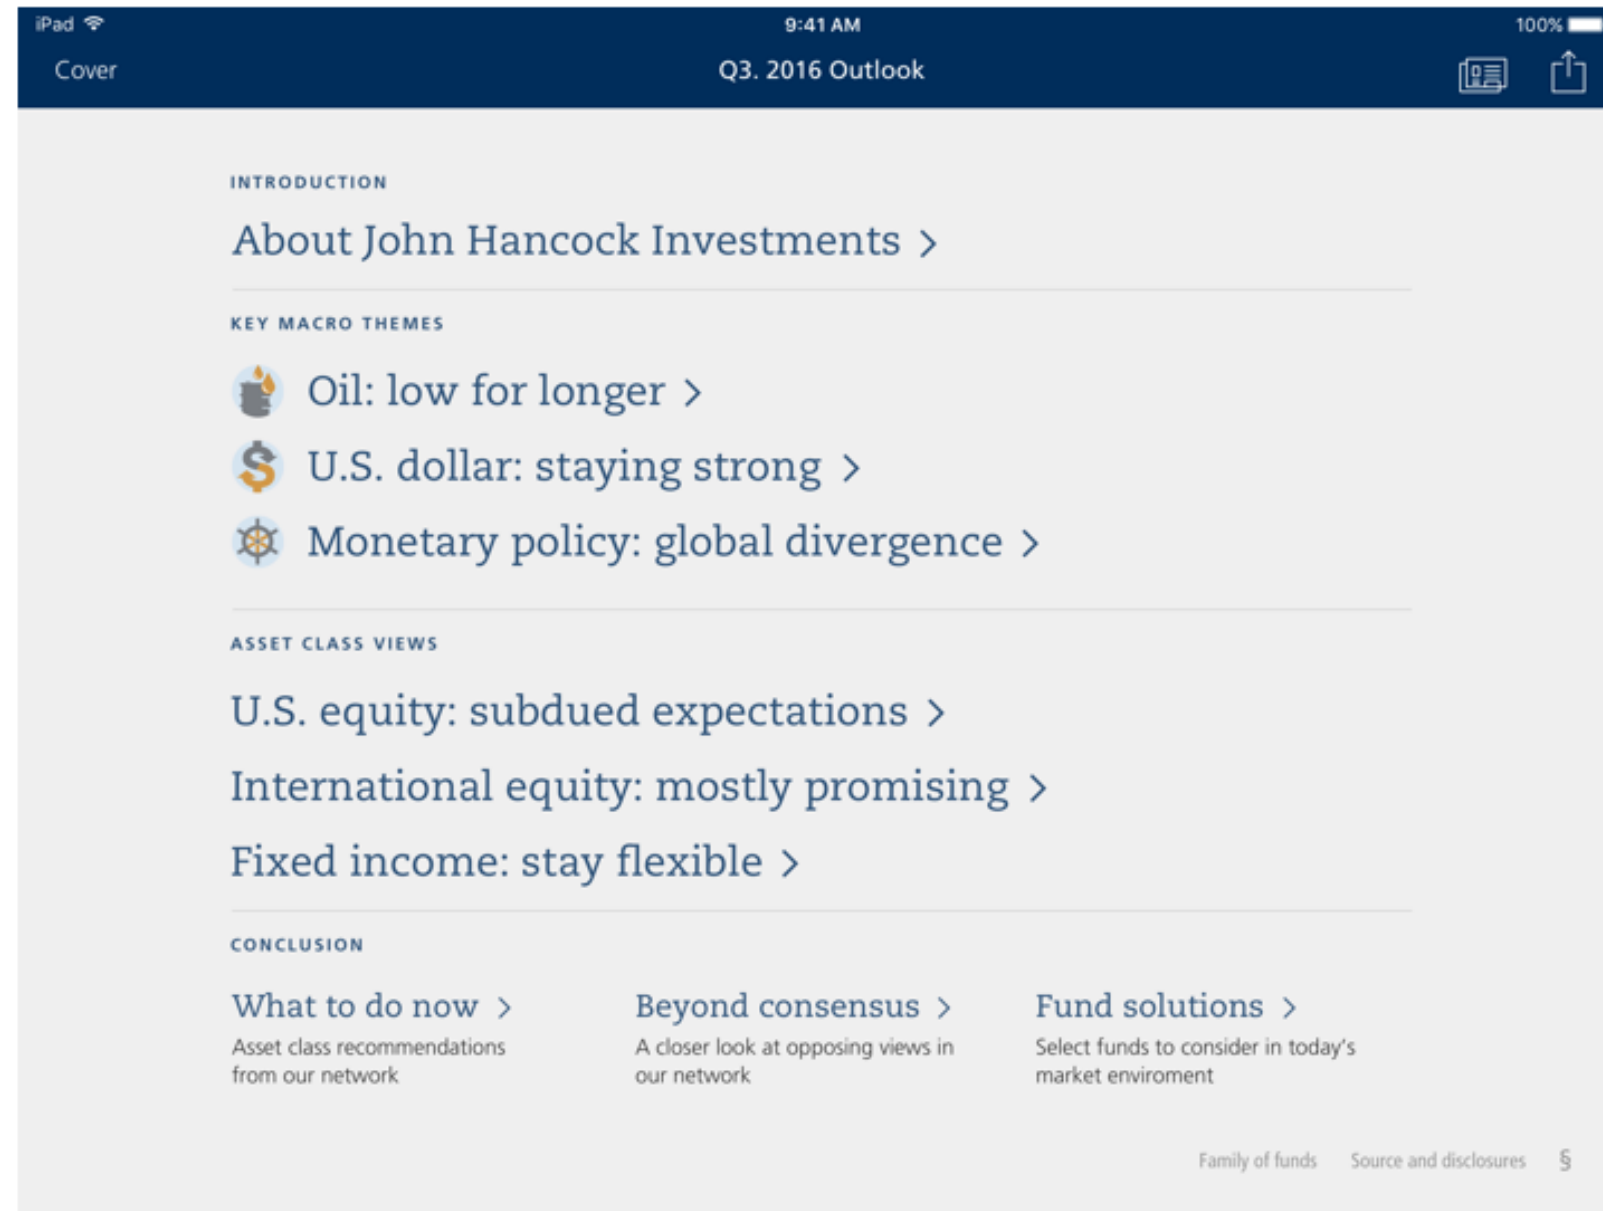 iPad
9:41 AM
100%
Cover
Q3. 2016 Outlook
INTRODUCTION
About John Hancock Investments >
KEY MACRO THEMES
Oil: low for longer >
U.S. dollar: staying strong >
Monetary policy: global divergence >
ASSET CLASS VIEWS
U.S. equity: subdued expectations >
International equity: mostly promising >
Fixed income: stay flexible >
CONCLUSION
What to do now >
Asset class recommendations
from our network
Beyond consensus >
A closer look at opposing views in
our network
Fund solutions >
Select funds to consider in today's
market enviroment
Family of funds
Source and disclosures
§